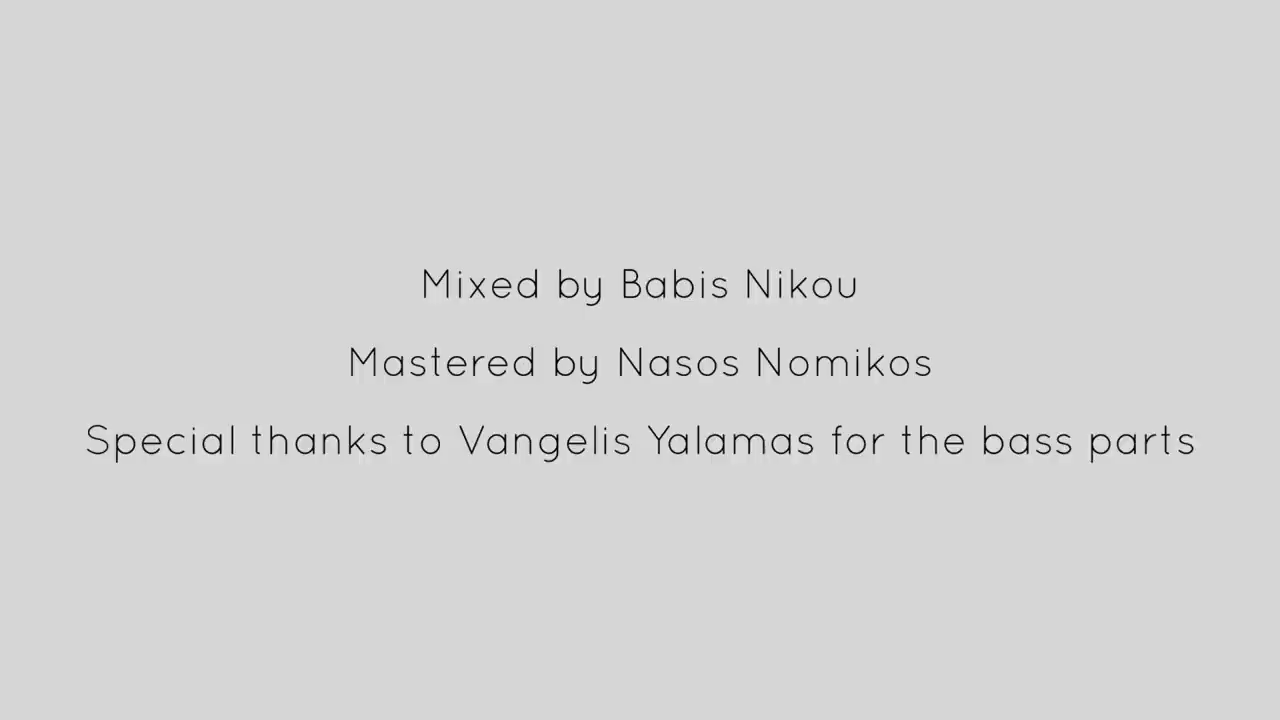 Mixed by Babis Nikou
Mastered by Nasos Nomikos
Special thanks to Vangelis Yalamas for the bass parts